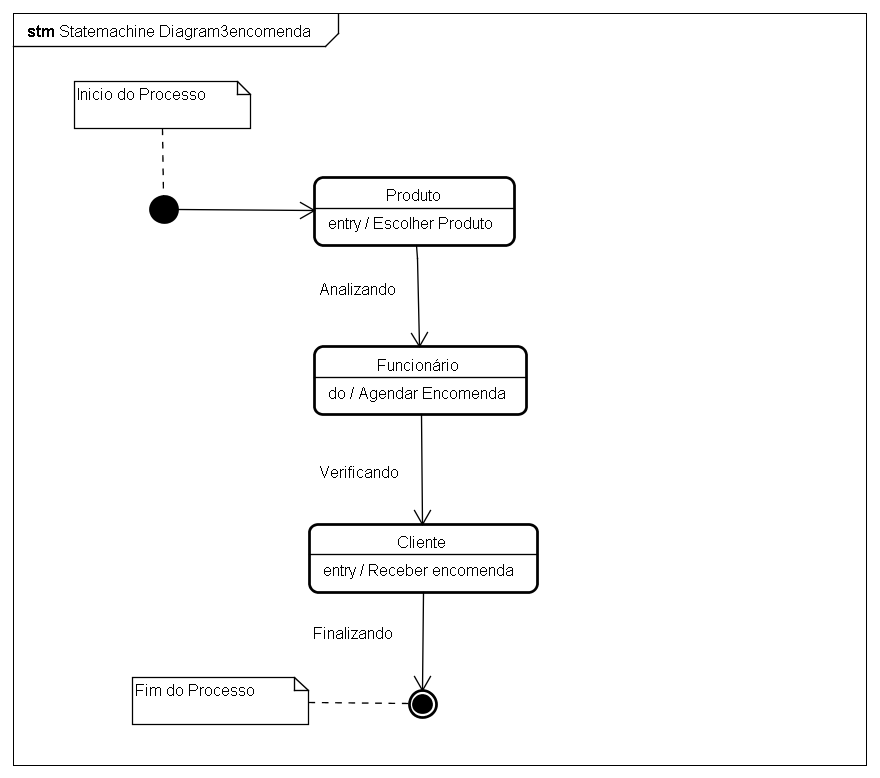 stm Statemachine Diagram3encomenda
Inicio do Processo
Produto
entry / Escolher Produto
Analizando
Funcionário
do / Agendar Encomenda
Verificando
Cliente
entry / Receber encomenda
Finalizando
Fim do Processo